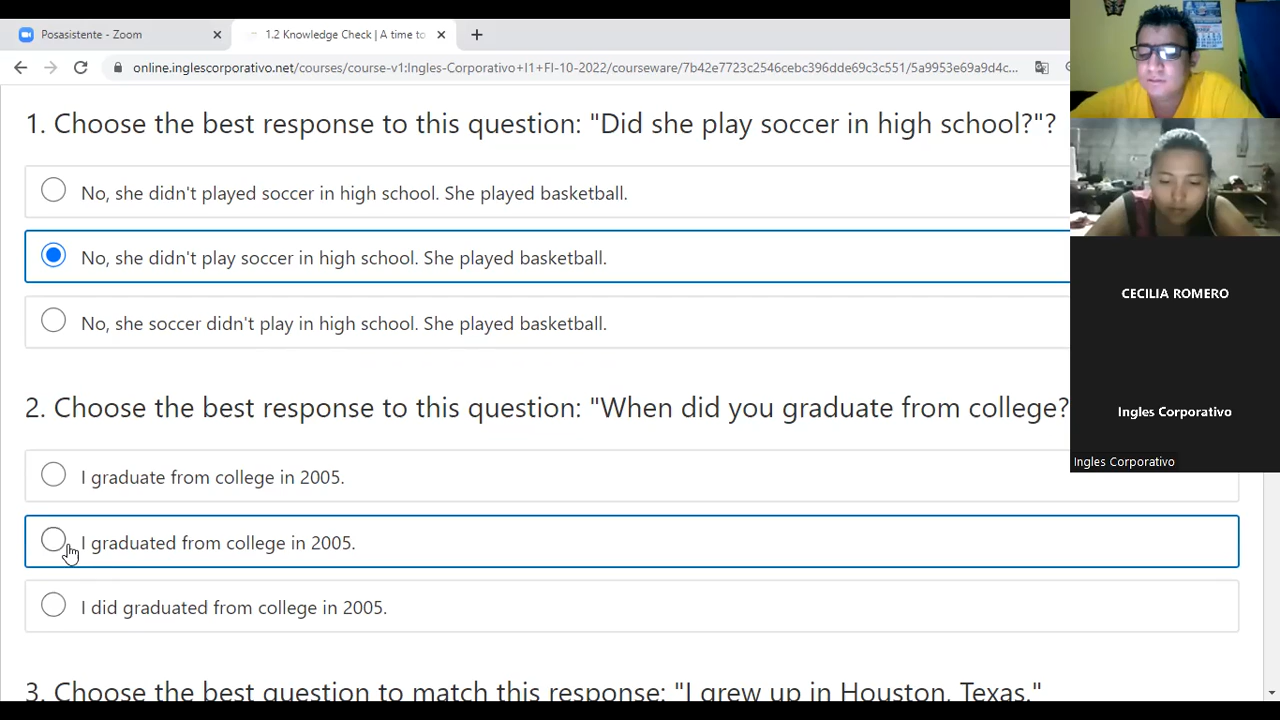 Posasistente - Zoom
1.2 Knowledge Check | A time to
online.inglescorporativo.net/courses/course-v1:Ingles-Corporativo+I1+FI-10-2022/courseware/7b42e7723c2546cebc396dde69c3c551/5a9953e69a9d4c...
1. Choose the best response to this question: "Did she play soccer in high school?"?
No, she didn't played soccer in high school. She played basketball.
No, she didn't play soccer in high school. She played basketball.
No, she soccer didn't play in high school. She played basketball.
2. Choose the best response to this question: "When did you graduate from college?
I graduate from college in 2005.
I graduated from college in 2005.
I did graduated from college in 2005.
3. Choose the best question to match this response: "I grew up in Houston, Texas."
CECILIA ROMERO
Ingles Corporativo
Ingles Corporativo